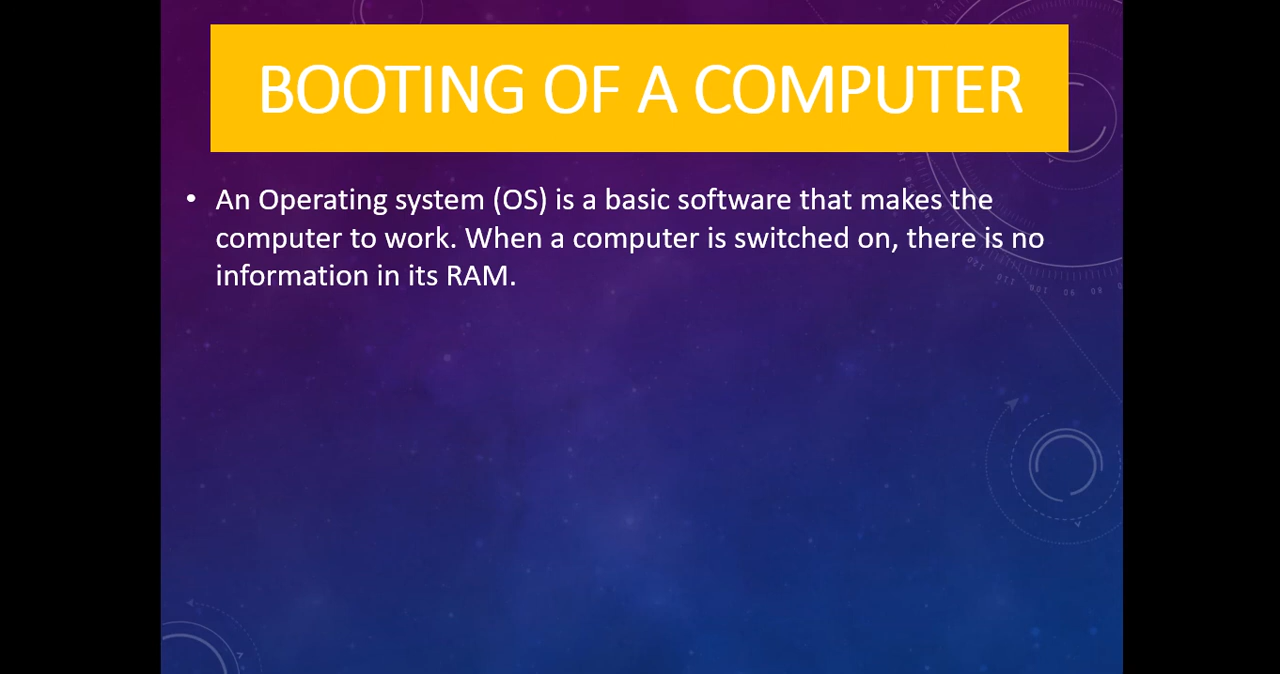 BOOTING OF A COMPUTER
• An Operating system (OS) is a basic software that makes the
computer to work. When a computer is switched on, there is no
information in its RAM.